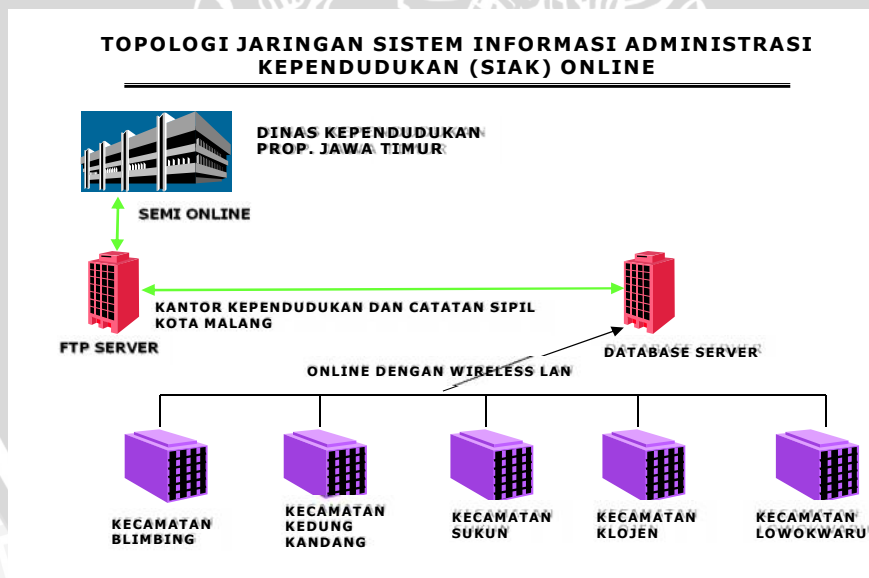 TOPOLOGI JARINGAN SISTEM INFORMASI ADMINISTRASI
KEPENDUDUKAN (SIAK) ONLINE
DINAS KEPENDUDUKAN
PROP. JAWA TIMUR
SEMI ONLINE
KANTOR KEPENDUDUKAN DAN CATATAN SIPIL
KOTA MALANG
FTP SERVER
DATABASE SERVER
ONLINE DENGAN WIRELESS LAN
KECAMATAN
BLIMBING
KECAMATAN
KEDUNG
KANDANG
KECAMATAN
SUKUN
KECAMATAN
KLOJEN
KECAMATAN
LOWOKWARU